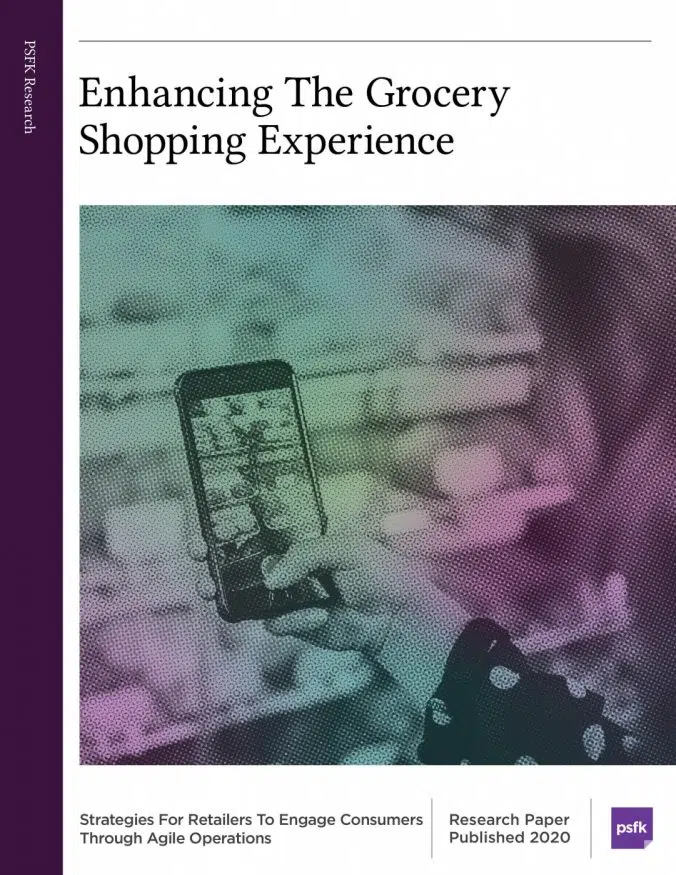 PSFK Research
Enhancing The Grocery
Shopping Experience
Strategies For Retailers To Engage Consumers
Through Agile Operations
Research Paper
Published 2020
psfk